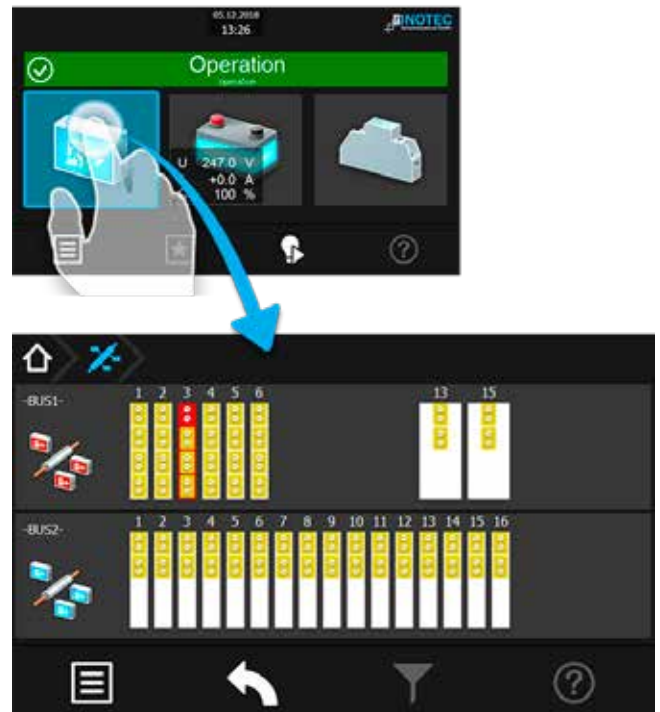 05.12.2018
13:26
INOTEC
Operation
operation
U 247.0 V
+0.0 A
100 %
-BUS1-
1 2 3 4 5 6 13 15
-BUS2-
1 2 3 4 5 6 7 8 9 10 11 12 13 14 15 16